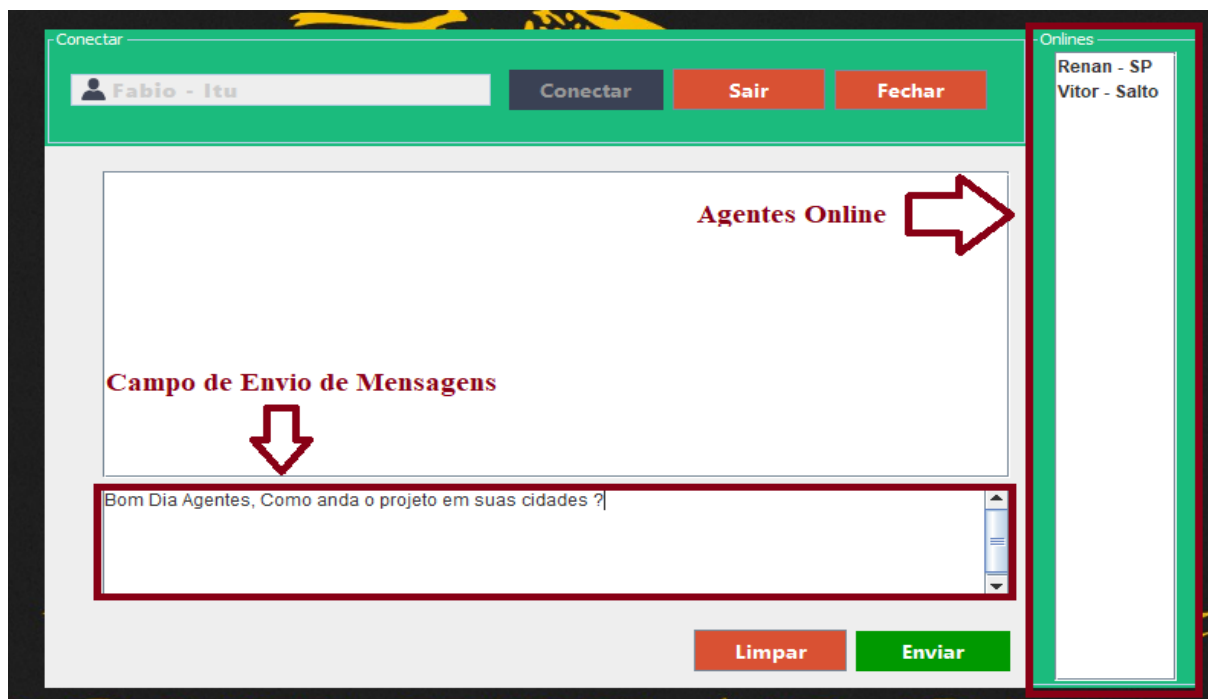 Conectar
Fabio - Itu
Conectar
Sair
Fechar
Onlines
Renan - SP
Vitor - Salto
Agentes Online
Campo de Envio de Mensagens
Bom Dia Agentes, Como anda o projeto em suas cidades ?
Limpar
Enviar